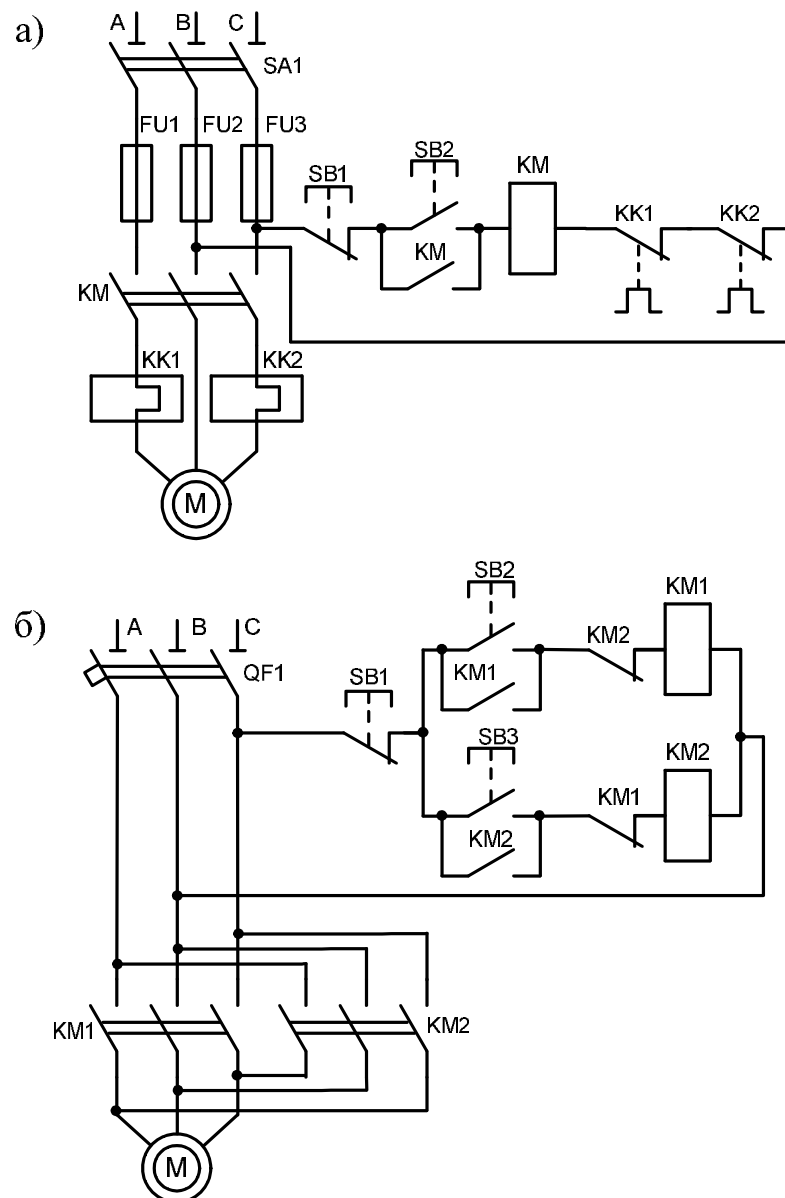 а)
A B C
SA1
FU1 FU2 FU3
SB1 SB2 KM
KK1 KK2
KM
KM
KK1 KK2
M
б)
A B C
QF1
SB1
SB2 KM1
KM2
KM1
SB3 KM2
KM1
KM2
KM1 KM2
M